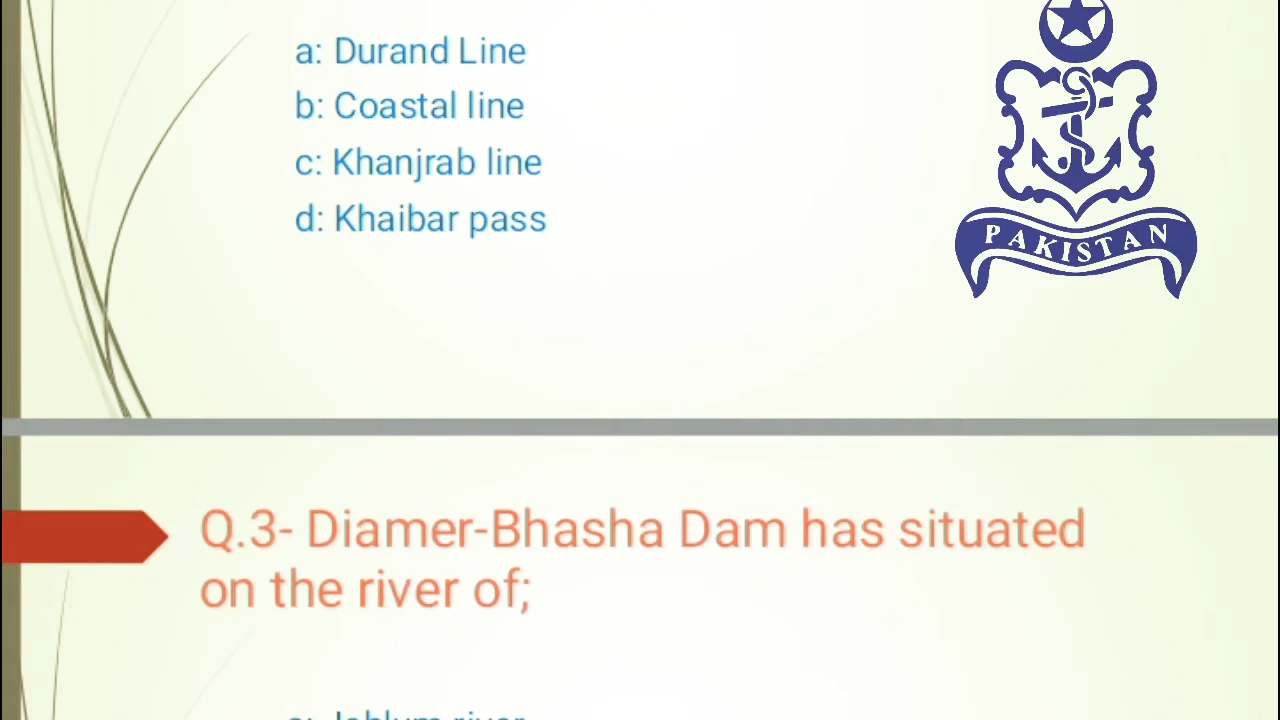 a: Durand Line
b: Coastal line
c: Khanjrab line
d: Khaibar pass
PAKISTAN
Q.3- Diamer-Bhasha Dam has situated
on the river of;